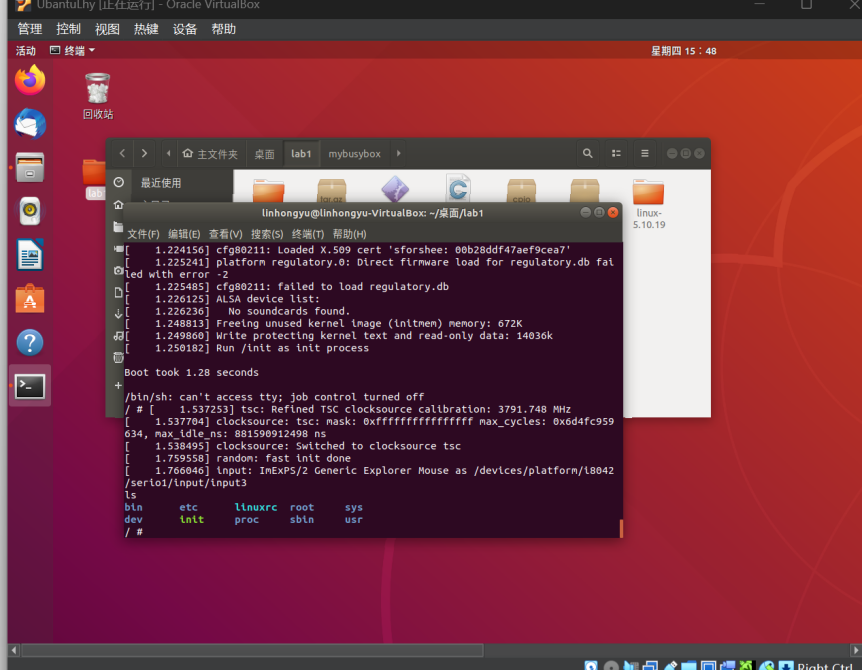 UbantuLhy [正在运行] - Oracle VirtualBox
管理 控制 视图 热键 设备 帮助
活动 终端 星期四 15：48
回收站
主文件夹 桌面 lab1 mybusybox
最近使用
lab
tar.gz
cpio
linux-
5.10.19
linhongyu@linhongyu-VirtualBox: ~/桌面/lab1
文件(F) 编辑(E) 查看(V) 搜索(S) 终端(T) 帮助(H)
[    1.224156] cfg80211: Loaded X.509 cert 'sforshee: 00b28ddf47aef9cea7'
[    1.225241] platform regulatory.0: Direct firmware load for regulatory.db fai
led with error -2
[    1.225485] cfg80211: failed to load regulatory.db
[    1.226125] ALSA device list:
[    1.226236]   No soundcards found.
[    1.248813] Freeing unused kernel image (initmem) memory: 672K
[    1.249860] Write protecting kernel text and read-only data: 14036k
[    1.250182] Run /init as init process
Boot took 1.28 seconds
/bin/sh: can't access tty; job control turned off
/ # [    1.537253] tsc: Refined TSC clocksource calibration: 3791.748 MHz
[    1.537704] clocksource: tsc: mask: 0xffffffffffffffff max_cycles: 0x6d4fc959
634, max_idle_ns: 881590912498 ns
[    1.538495] clocksource: Switched to clocksource tsc
[    1.759558] random: fast init done
[    1.766046] input: ImExPS/2 Generic Explorer Mouse as /devices/platform/i8042
/serio1/input/input3
ls
bin      etc      linuxrc  root     sys
dev      init     proc     sbin     usr
/ #
Right Ctrl